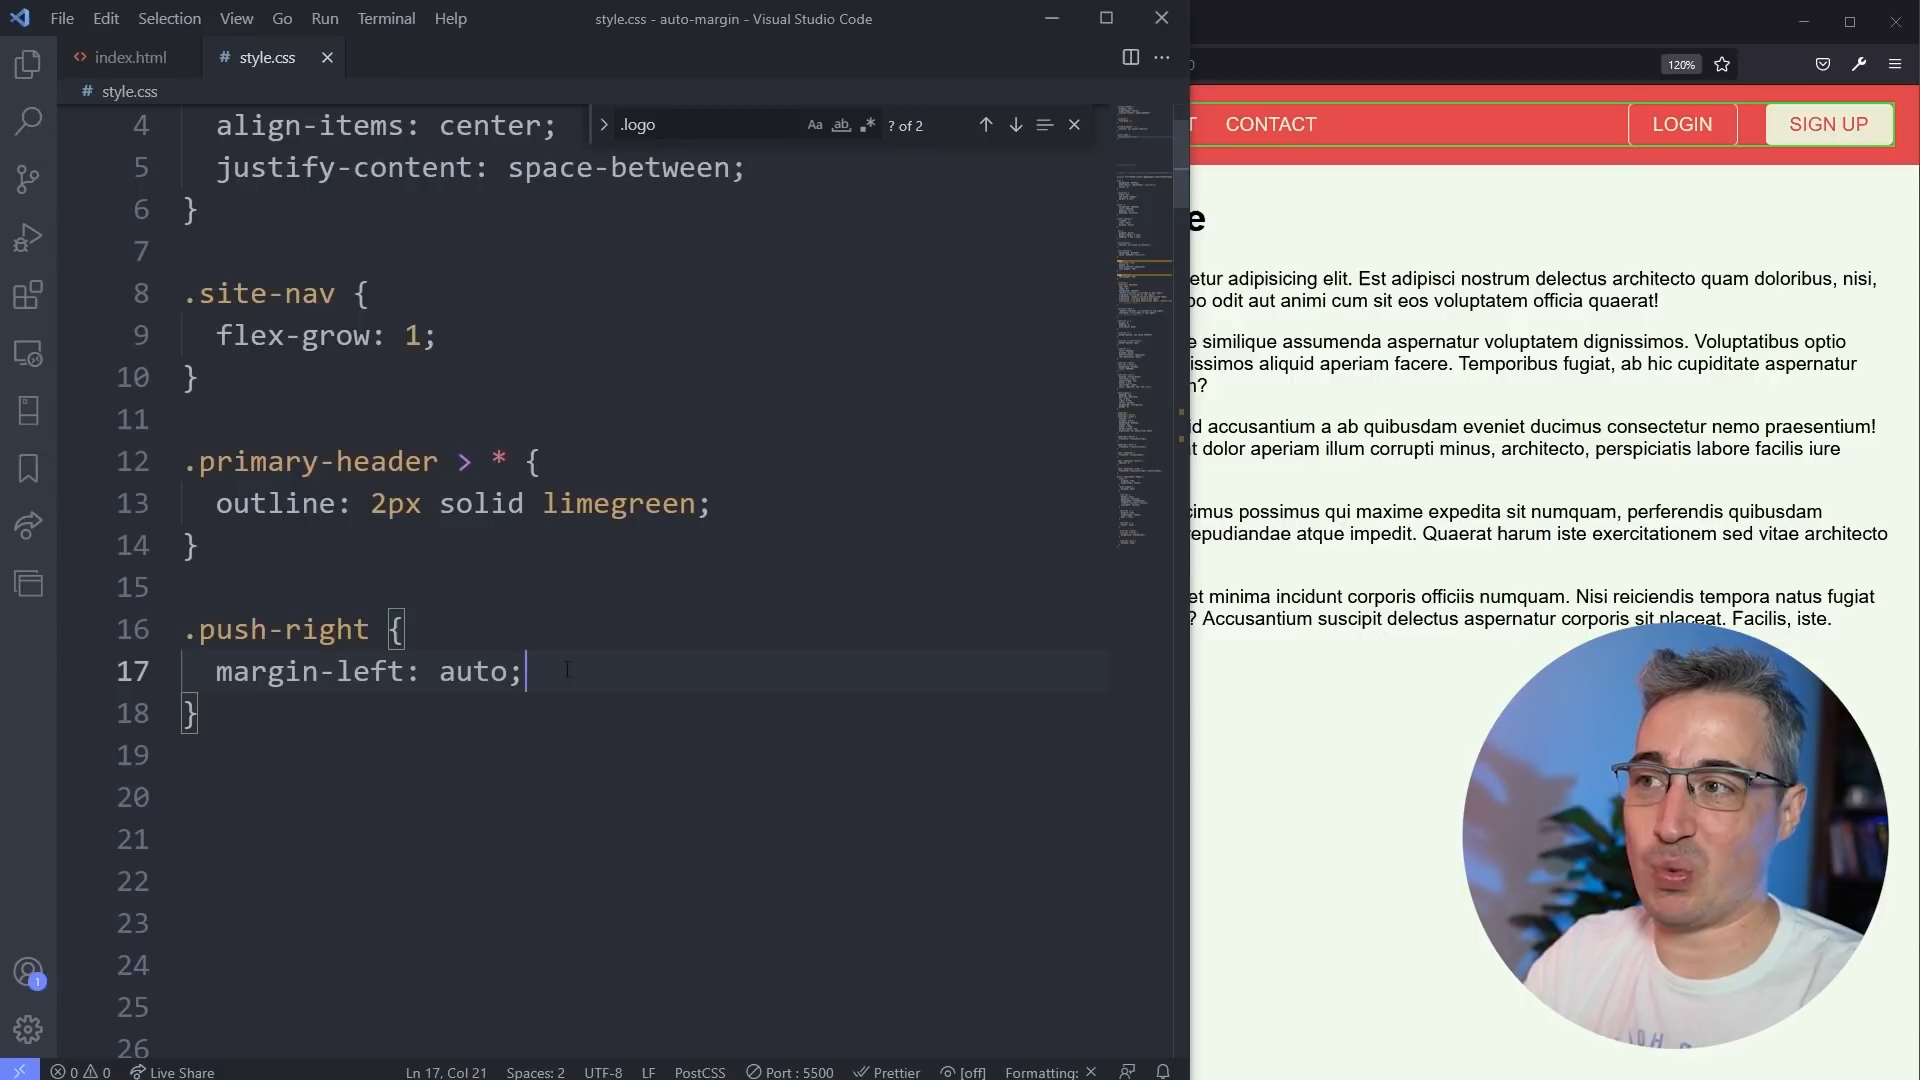 File Edit Selection View Go Run Terminal Help
style.css - auto-margin - Visual Studio Code
<> index.html
# style.css
# style.css
.logo
Aa ab .* ? of 2
4 align-items: center;
5 justify-content: space-between;
6 }
7
8 .site-nav {
9 flex-grow: 1;
10 }
11
12 .primary-header > * {
13 outline: 2px solid limegreen;
14 }
15
16 .push-right {
17 margin-left: auto;
18 }
19
20
21
22
23
24
25
26
1
0 0 Live Share
Ln 17, Col 21 Spaces: 2 UTF-8 LF PostCSS Port : 5500 Prettier [off] Formatting: ×
120%
T CONTACT LOGIN SIGN UP
e
etur adipisicing elit. Est adipisci nostrum delectus architecto quam doloribus, nisi,
oo odit aut animi cum sit eos voluptatem officia quaerat!
e similique assumenda aspernatur voluptatem dignissimos. Voluptatibus optio
issimos aliquid aperiam facere. Temporibus fugiat, ab hic cupiditate aspernatur
n?
id accusantium a ab quibusdam eveniet ducimus consectetur nemo praesentium!
t dolor aperiam illum corrupti minus, architecto, perspiciatis labore facilis iure
cimus possimus qui maxime expedita sit numquam, perferendis quibusdam
epudiandae atque impedit. Quaerat harum iste exercitationem sed vitae architecto
et minima incidunt corporis officiis numquam. Nisi reiciendis tempora natus fugiat
? Accusantium suscipit delectus aspernatur corporis sit placeat. Facilis, iste.